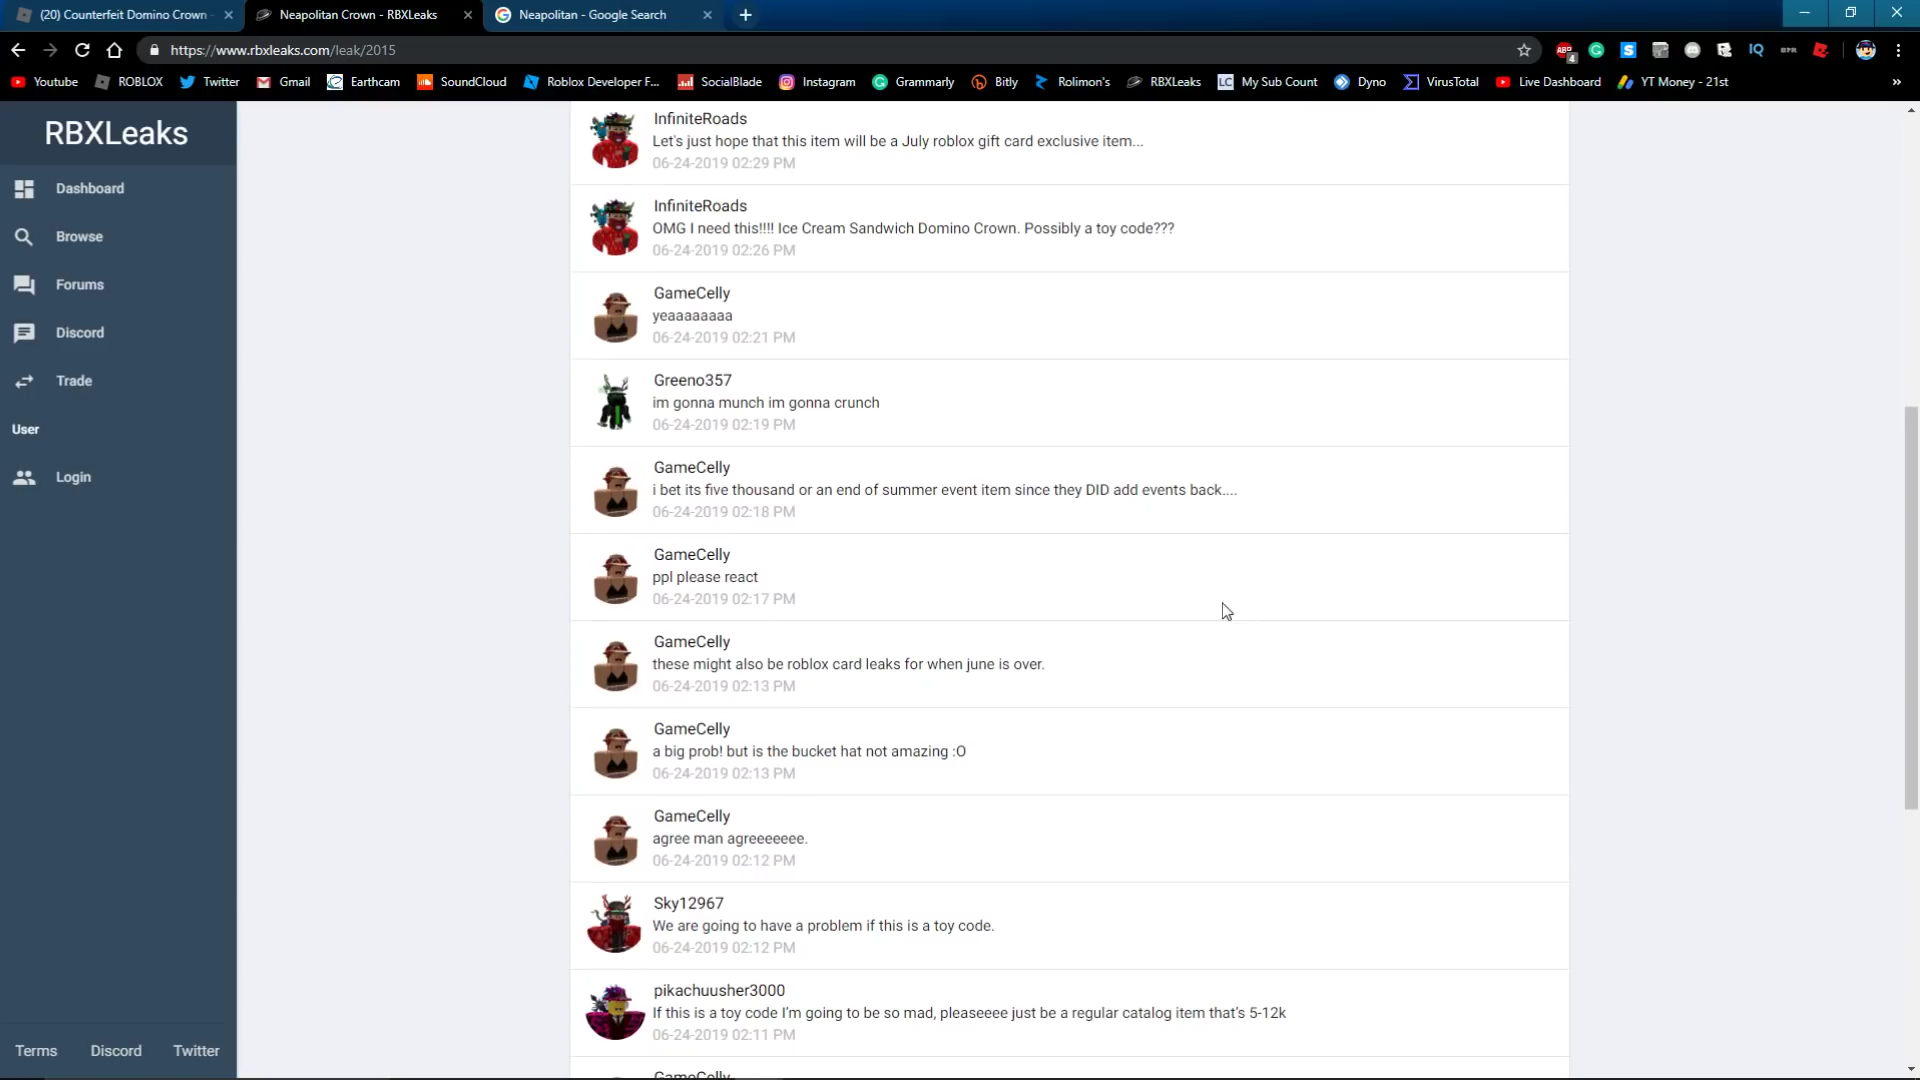 (20) Counterfeit Domino Crown
Neapolitan Crown - RBXLeaks
Neapolitan - Google Search
https://www.rbxleaks.com/leak/2015
ABP
4
IQ
Youtube
ROBLOX
Twitter
Gmail
Earthcam
SoundCloud
Roblox Developer F...
SocialBlade
Instagram
Grammarly
Bitly
Rolimon's
RBXLeaks
LC
My Sub Count
Dyno
VirusTotal
Live Dashboard
YT Money - 21st
RBXLeaks
Dashboard
Browse
Forums
Discord
Trade
User
Login
Terms
Discord
Twitter
InfiniteRoads
Let's just hope that this item will be a July roblox gift card exclusive item...
06-24-2019 02:29 PM
InfiniteRoads
OMG I need this!!!! Ice Cream Sandwich Domino Crown. Possibly a toy code???
06-24-2019 02:26 PM
GameCelly
yeaaaaaaaa
06-24-2019 02:21 PM
Greeno357
im gonna munch im gonna crunch
06-24-2019 02:19 PM
GameCelly
i bet its five thousand or an end of summer event item since they DID add events back....
06-24-2019 02:18 PM
GameCelly
ppl please react
06-24-2019 02:17 PM
GameCelly
these might also be roblox card leaks for when june is over.
06-24-2019 02:13 PM
GameCelly
a big prob! but is the bucket hat not amazing :O
06-24-2019 02:13 PM
GameCelly
agree man agreeeeeee.
06-24-2019 02:12 PM
Sky12967
We are going to have a problem if this is a toy code.
06-24-2019 02:12 PM
pikachuusher3000
If this is a toy code I'm going to be so mad, pleaseeee just be a regular catalog item that's 5-12k
06-24-2019 02:11 PM
GameCelly